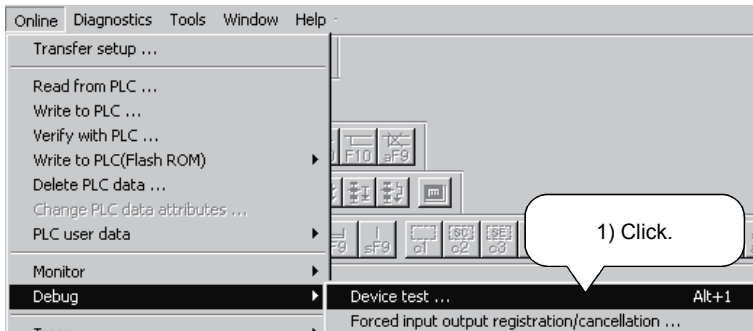 Online Diagnostics Tools Window Help
Transfer setup ...
Read from PLC ...
Write to PLC ...
Verify with PLC ...
Write to PLC(Flash ROM)
F10 aF9
Delete PLC data ...
Change PLC data attributes ...
PLC user data
F9 sF9 c1 c2 c3
1) Click.
Monitor
Debug
Device test ... Alt+1
Forced input output registration/cancellation ...